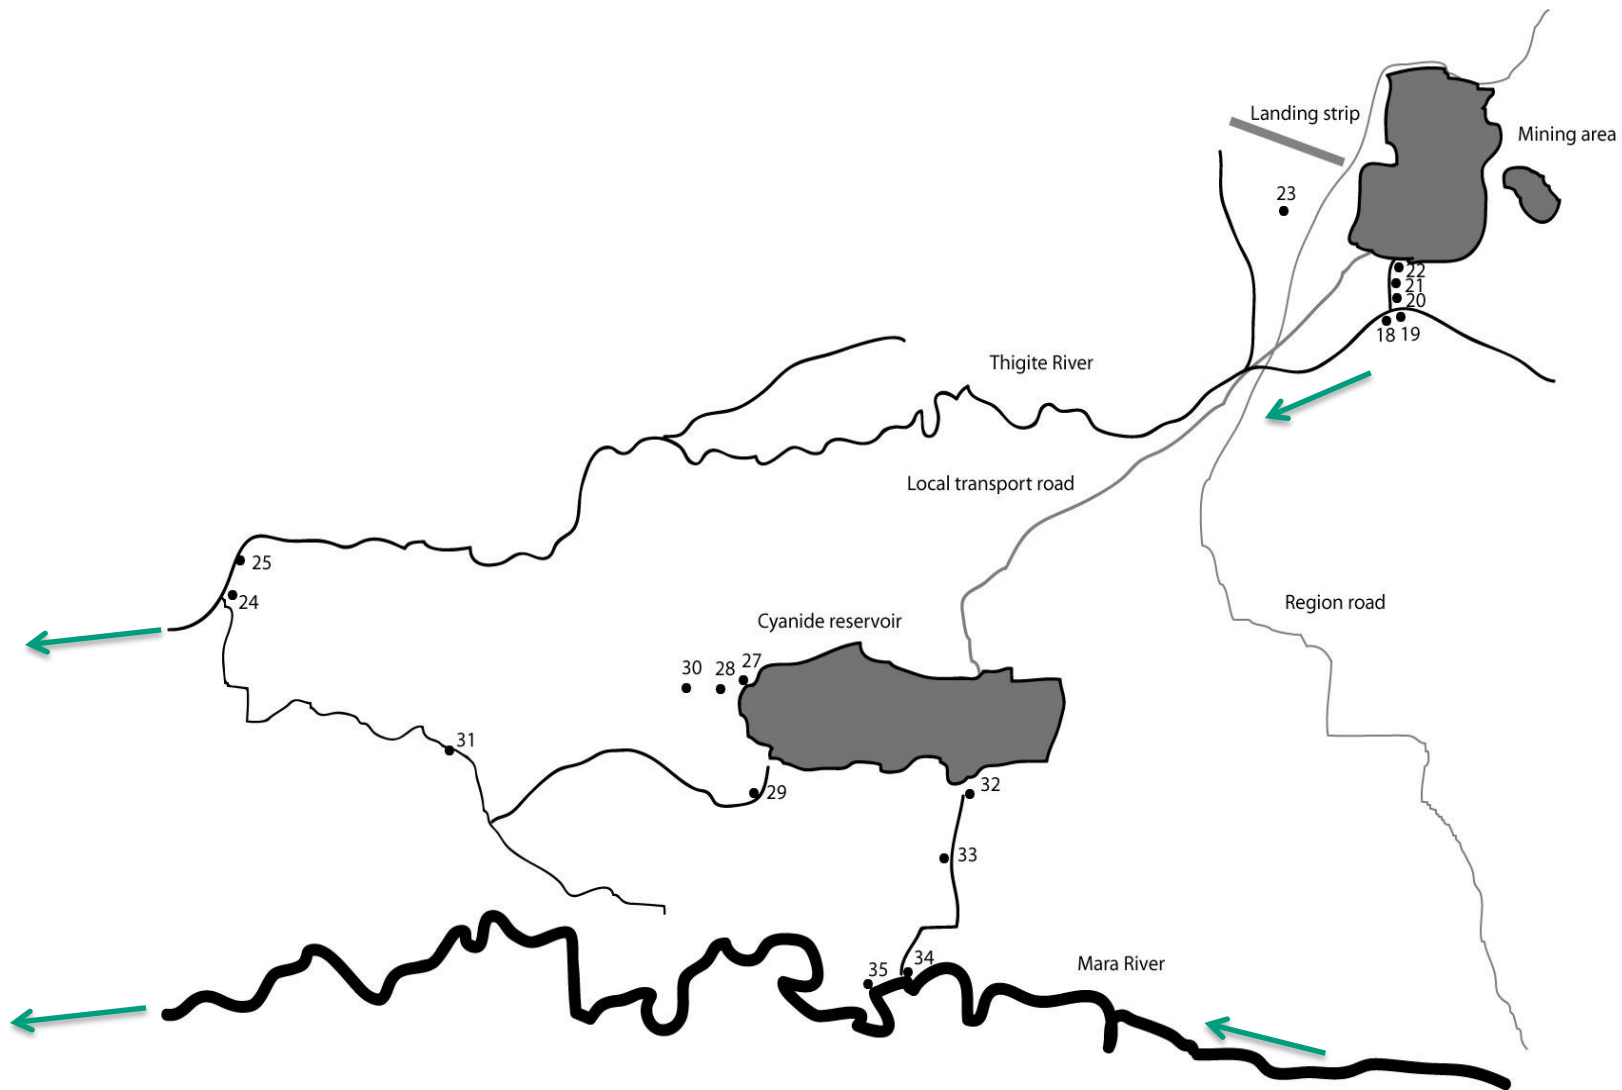 Landing strip
Mining area
23
22
21
20
18
19
Thigite River
Local transport road
25
24
Region road
Cyanide reservoir
30
28
27
31
29
32
33
34
35
Mara River